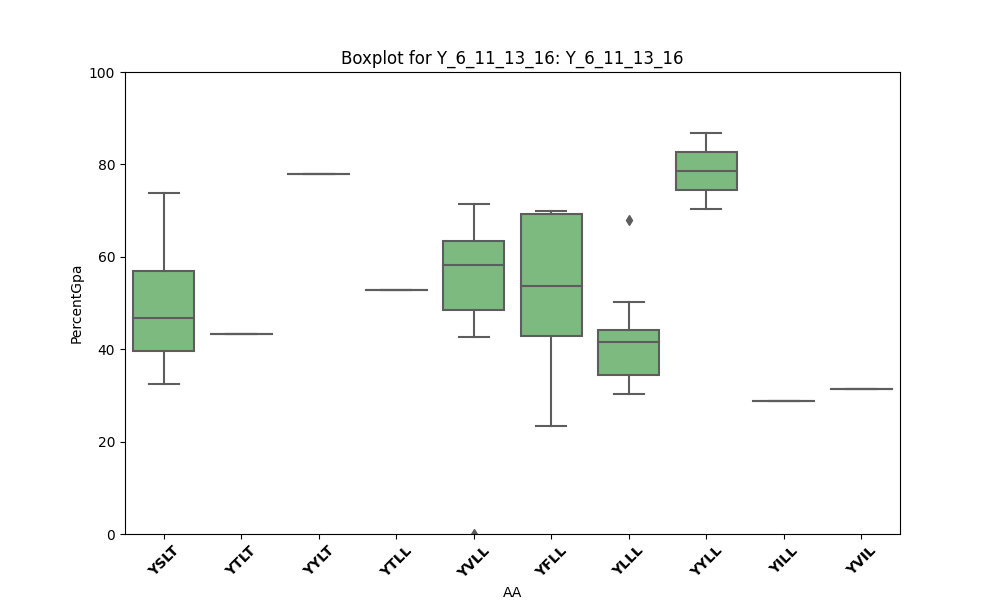 Boxplot for Y_6_11_13_16: Y_6_11_13_16
100
80
60
40
20
0
PercentGpa
YSLT YTLT YYLT YTLL YVLL YFLL YLLL YYLL YILL YVIL
AA